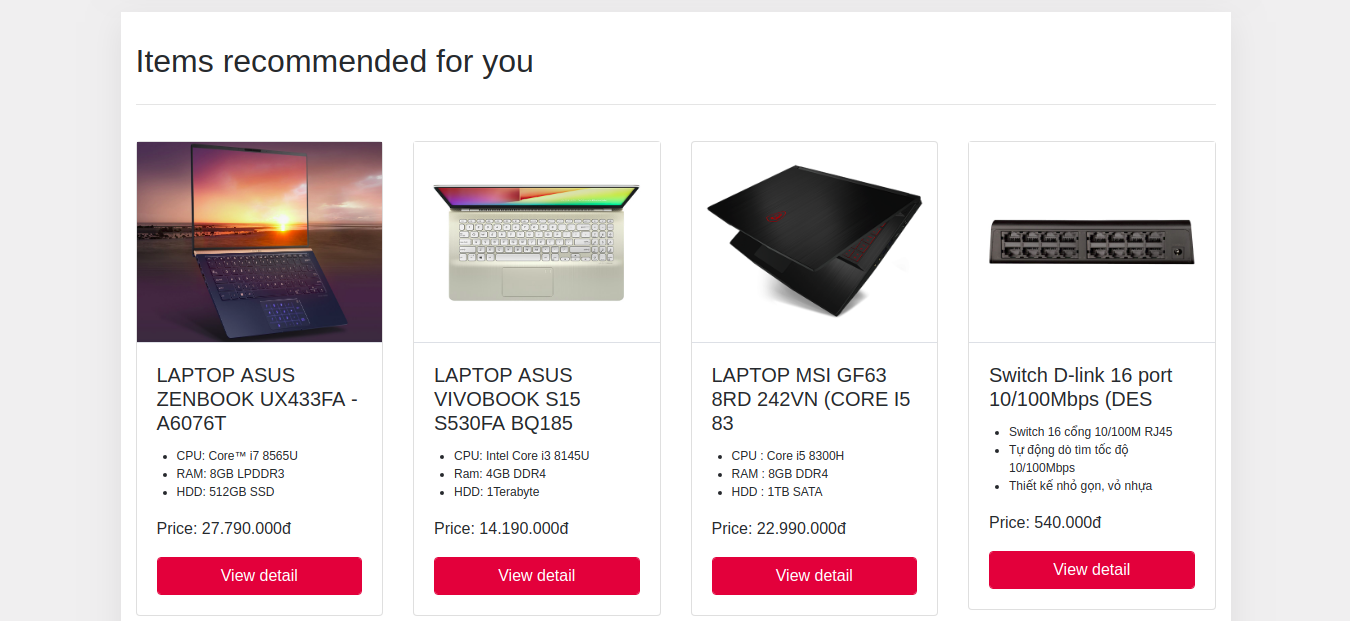 Items recommended for you
LAPTOP ASUS
ZENBOOK UX433FA -
A6076T
CPU: Core™ i7 8565U
RAM: 8GB LPDDR3
HDD: 512GB SSD
Price: 27.790.000đ
View detail
LAPTOP ASUS
VIVOBOOK S15
S530FA BQ185
CPU: Intel Core i3 8145U
Ram: 4GB DDR4
HDD: 1Terabyte
Price: 14.190.000đ
View detail
LAPTOP MSI GF63
8RD 242VN (CORE I5
83
CPU : Core i5 8300H
RAM : 8GB DDR4
HDD : 1TB SATA
Price: 22.990.000đ
View detail
Switch D-link 16 port
10/100Mbps (DES
Switch 16 cổng 10/100M RJ45
Tự động dò tìm tốc độ
10/100Mbps
Thiết kế nhỏ gọn, vỏ nhựa
Price: 540.000đ
View detail